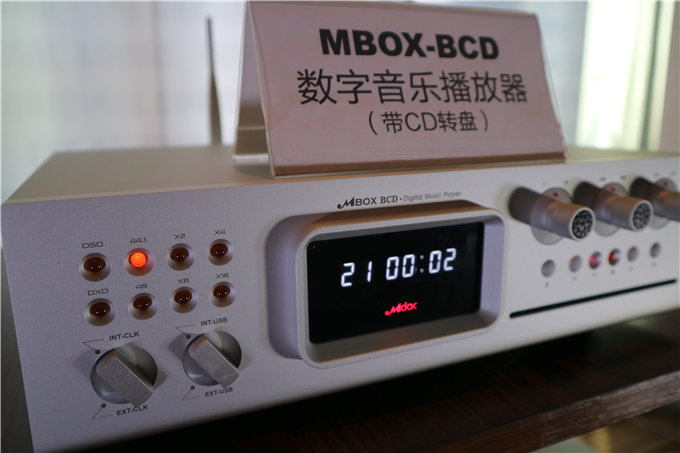 MBOX-BCD
数字音乐播放器
（带CD转盘）
MBOX BCD • Digital Music Player
DSD 44.1 X2 X4
DXD 48 X8 X16
21 00:02
Midac
INT-CLK INT-USB
EXT-CLK EXT-USB